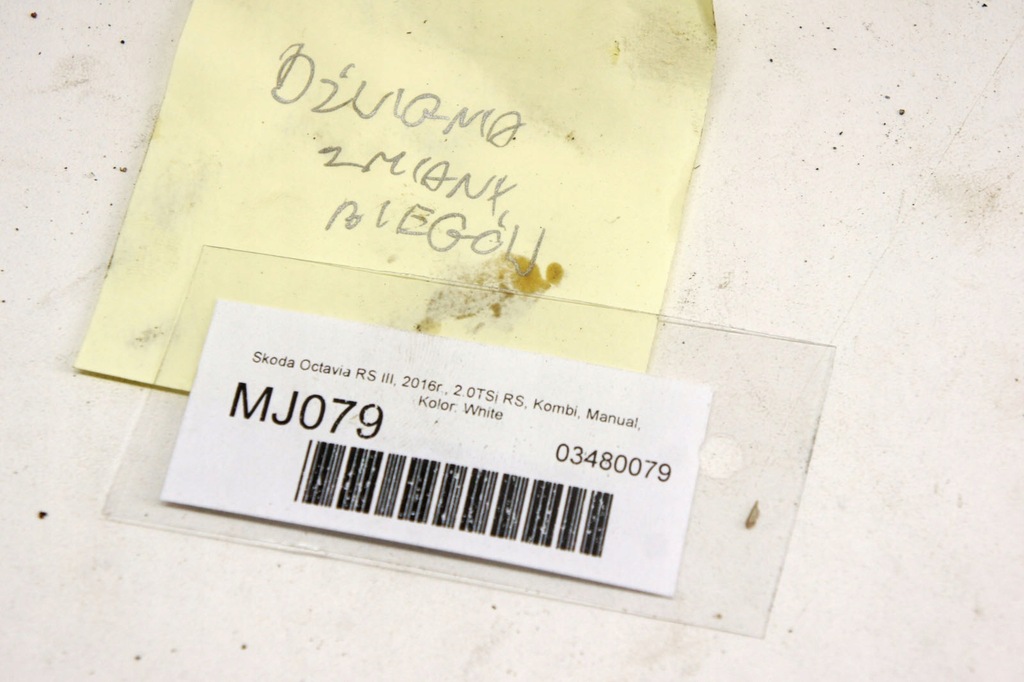 DŹWIGNIA
ZMIANY
BIEGÓW
Skoda Octavia RS III, 2016r., 2.0TSi RS, Kombi, Manual,
Kolor: White
MJ079
03480079